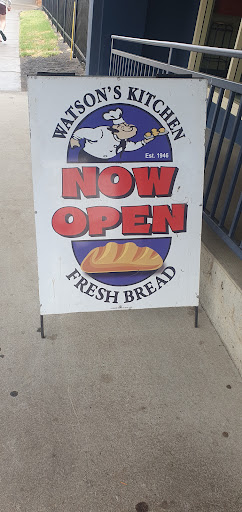 WATSON'S KITCHEN
Est. 1946
NOW
OPEN
FRESH BREAD